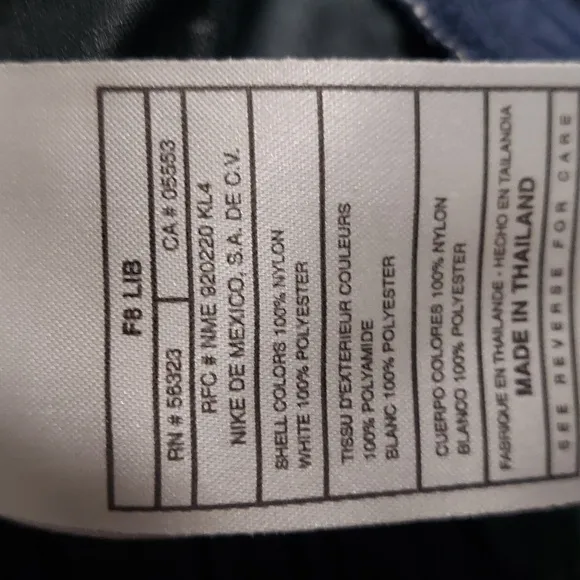 F8 LIB
RN # 56323 CA # 05553
RFC # NME 920220 KL4
NIKE DE MEXICO, S.A. DE C.V.
SHELL COLORS 100% NYLON
WHITE 100% POLYESTER
TISSU D'EXTERIEUR COULEURS
100% POLYAMIDE
BLANC 100% POLYESTER
CUERPO COLORES 100% NYLON
BLANCO 100% POLYESTER
FABRIQUE EN THAILANDE - HECHO EN TAILANDIA
MADE IN THAILAND
SEE REVERSE FOR CARE